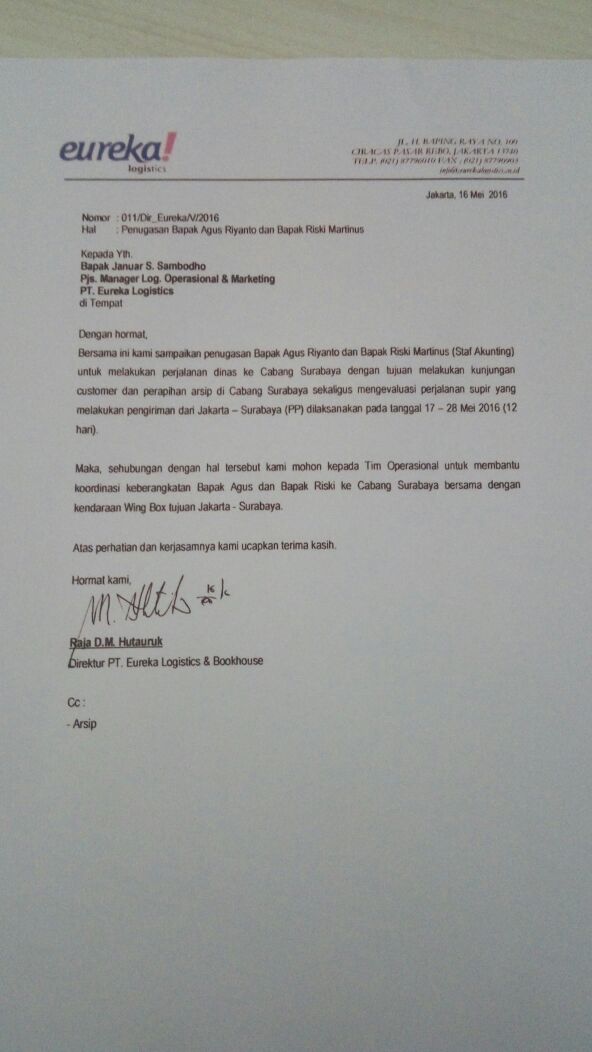 eureka!
logistics
JL. H. BAPING RAYA NO. 100
CIRACAS PASAR REBO, JAKARTA 13740
TELP. (021) 87796010 FAX : (021) 87790903
Jakarta, 16 Mei 2016
Nomor : 011/Dir_Eureka/V/2016
Hal : Penugasan Bapak Agus Riyanto dan Bapak Riski Martinus
Kepada Yth.
Bapak Januar S. Sambodho
Pjs. Manager Log. Operasional & Marketing
PT. Eureka Logistics
di Tempat
Dengan hormat,
Bersama ini kami sampaikan penugasan Bapak Agus Riyanto dan Bapak Riski Martinus (Staf Akunting)
untuk melakukan perjalanan dinas ke Cabang Surabaya dengan tujuan melakukan kunjungan
customer dan perapihan arsip di Cabang Surabaya sekaligus mengevaluasi perjalanan supir yang
melakukan pengiriman dari Jakarta – Surabaya (PP) dilaksanakan pada tanggal 17 – 28 Mei 2016 (12
hari).
Maka, sehubungan dengan hal tersebut kami mohon kepada Tim Operasional untuk membantu
koordinasi keberangkatan Bapak Agus dan Bapak Riski ke Cabang Surabaya bersama dengan
kendaraan Wing Box tujuan Jakarta - Surabaya.
Atas perhatian dan kerjasamnya kami ucapkan terima kasih.
Hormat kami,
Raja D.M. Hutauruk
Direktur PT. Eureka Logistics & Bookhouse
Cc :
- Arsip